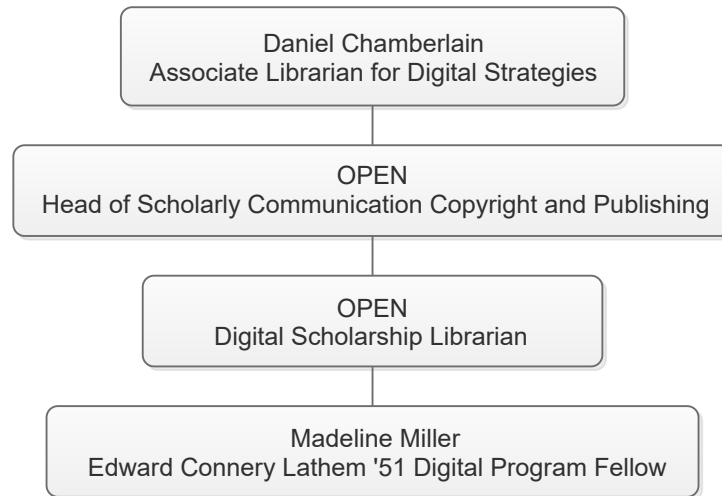 Daniel Chamberlain
Associate Librarian for Digital Strategies
OPEN
Head of Scholarly Communication Copyright and Publishing
OPEN
Digital Scholarship Librarian
Madeline Miller
Edward Connery Lathem '51 Digital Program Fellow